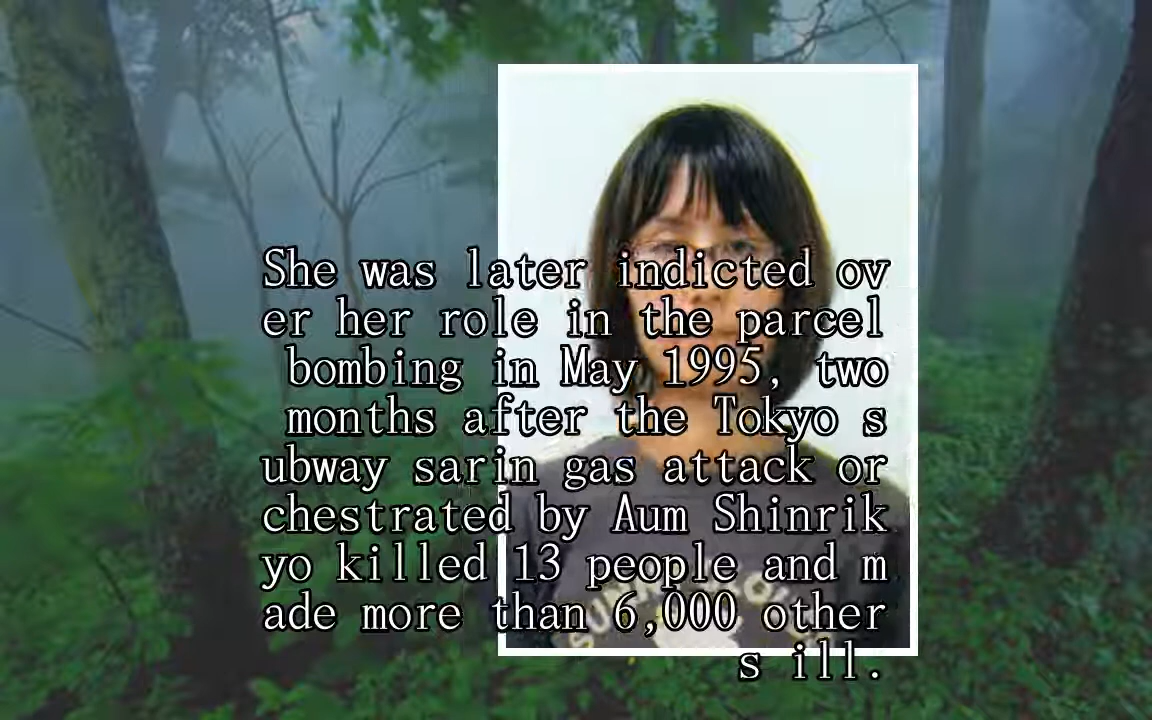 She was later indicted ov
er her role in the parcel
bombing in May 1995, two
months after the Tokyo s
ubway sarin gas attack or
chestrated by Aum Shinrik
yo killed 13 people and m
ade more than 6,000 other
s ill.